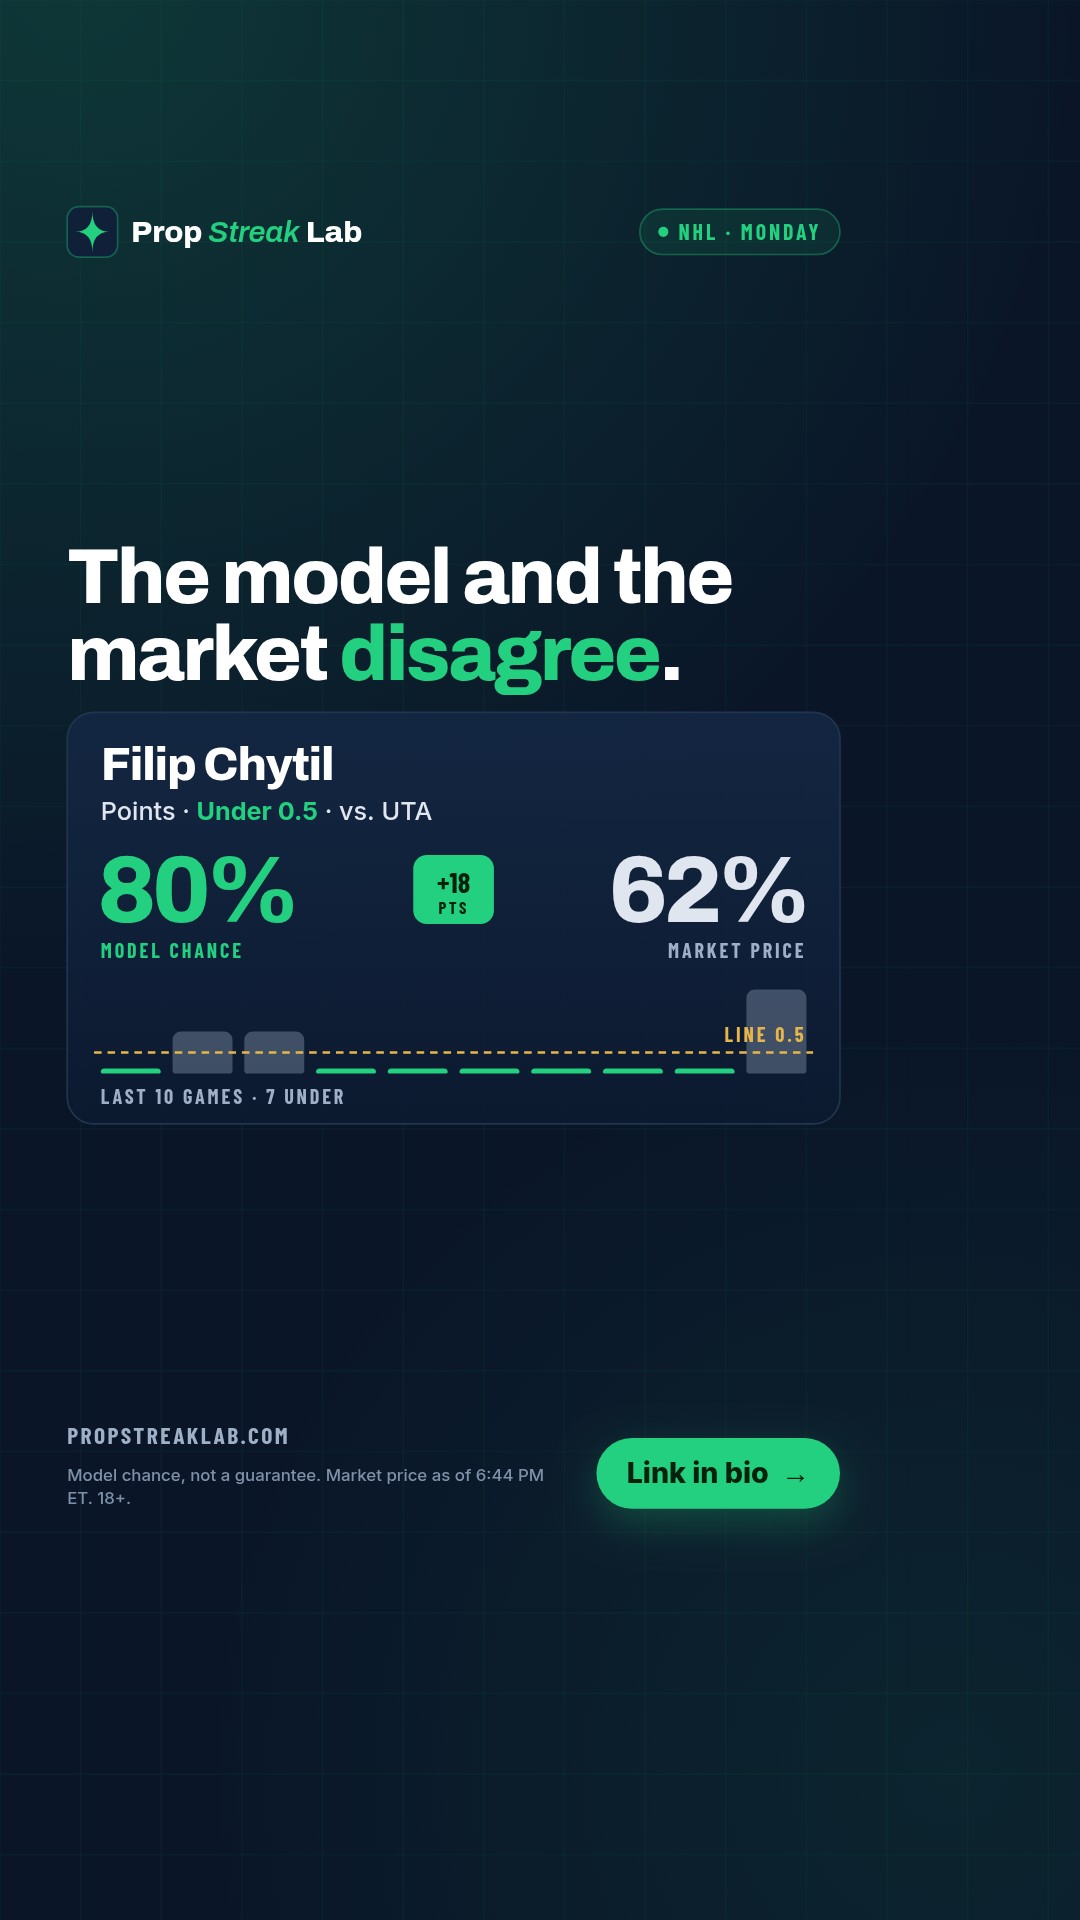 Prop Streak Lab
NHL · MONDAY
The model and the
market disagree.
Filip Chytil
Points · Under 0.5 · vs. UTA
80%
MODEL CHANCE
+18
PTS
62%
MARKET PRICE
LINE 0.5
LAST 10 GAMES · 7 UNDER
PROPSTREAKLAB.COM
Model chance, not a guarantee. Market price as of 6:44 PM
ET. 18+.
Link in bio →